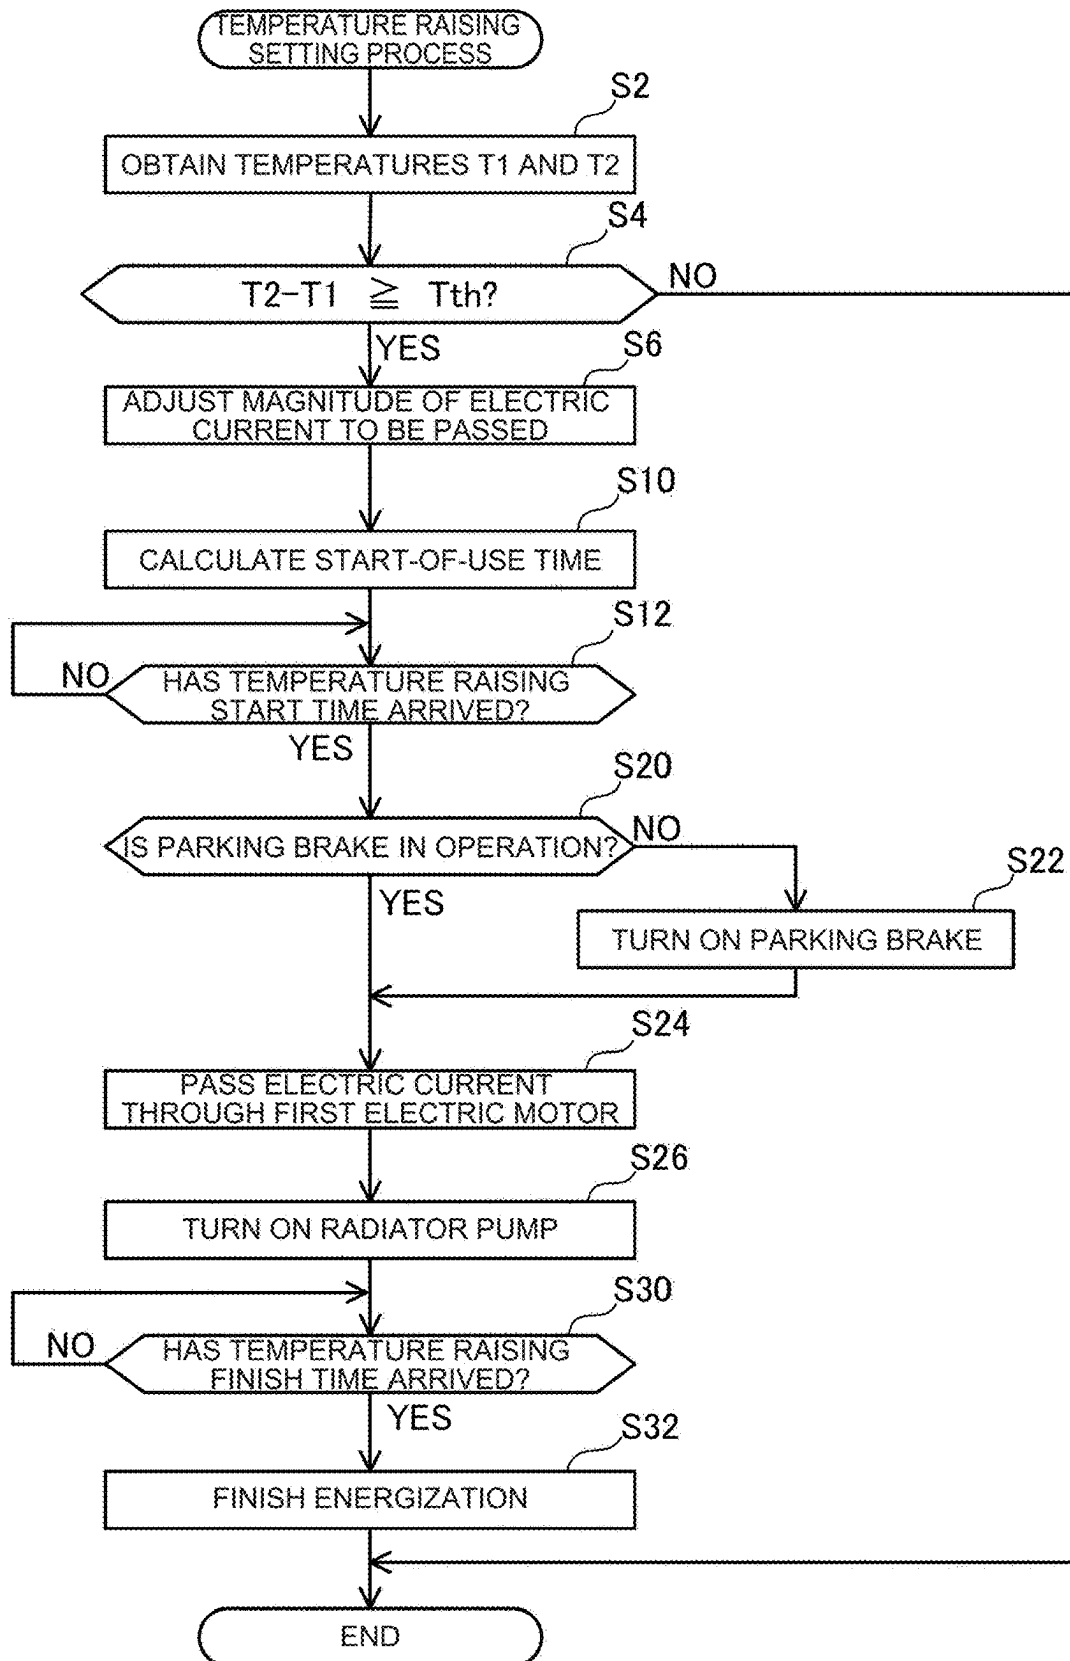 TEMPERATURE RAISING
SETTING PROCESS
S2
OBTAIN TEMPERATURES T1 AND T2
S4
T2-T1 ≧ Tth?
NO
YES
S6
ADJUST MAGNITUDE OF ELECTRIC
CURRENT TO BE PASSED
S10
CALCULATE START-OF-USE TIME
S12
NO
HAS TEMPERATURE RAISING
START TIME ARRIVED?
YES
S20
IS PARKING BRAKE IN OPERATION?
NO
YES
S22
TURN ON PARKING BRAKE
S24
PASS ELECTRIC CURRENT
THROUGH FIRST ELECTRIC MOTOR
S26
TURN ON RADIATOR PUMP
S30
NO
HAS TEMPERATURE RAISING
FINISH TIME ARRIVED?
YES
S32
FINISH ENERGIZATION
END